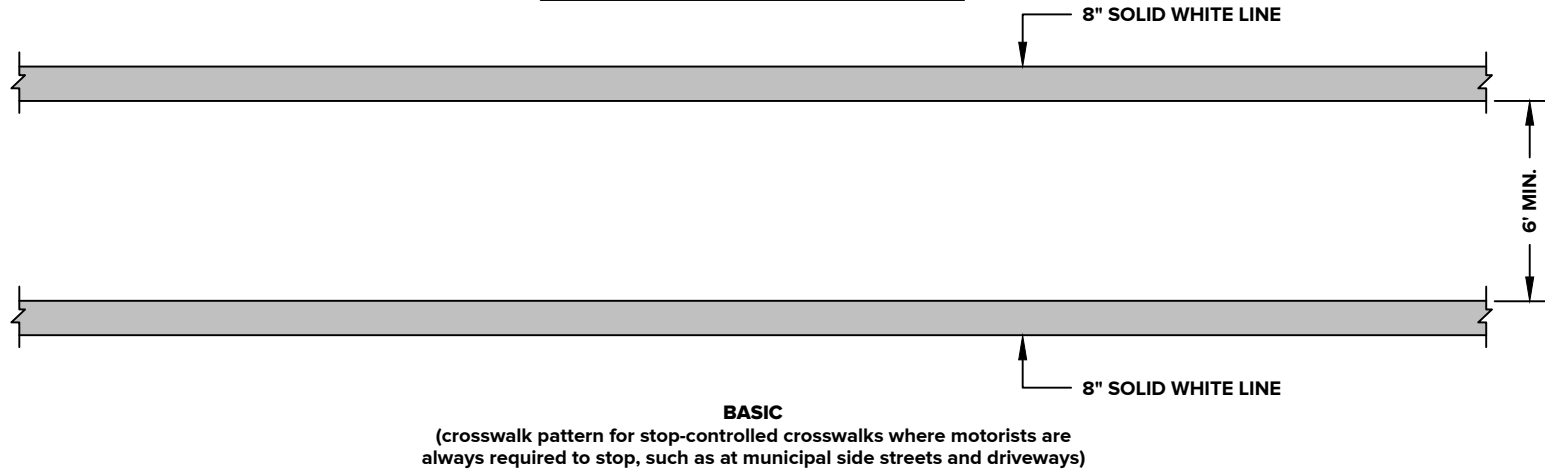 8" SOLID WHITE LINE
6' MIN.
8" SOLID WHITE LINE
BASIC
(crosswalk pattern for stop-controlled crosswalks where motorists are
always required to stop, such as at municipal side streets and driveways)